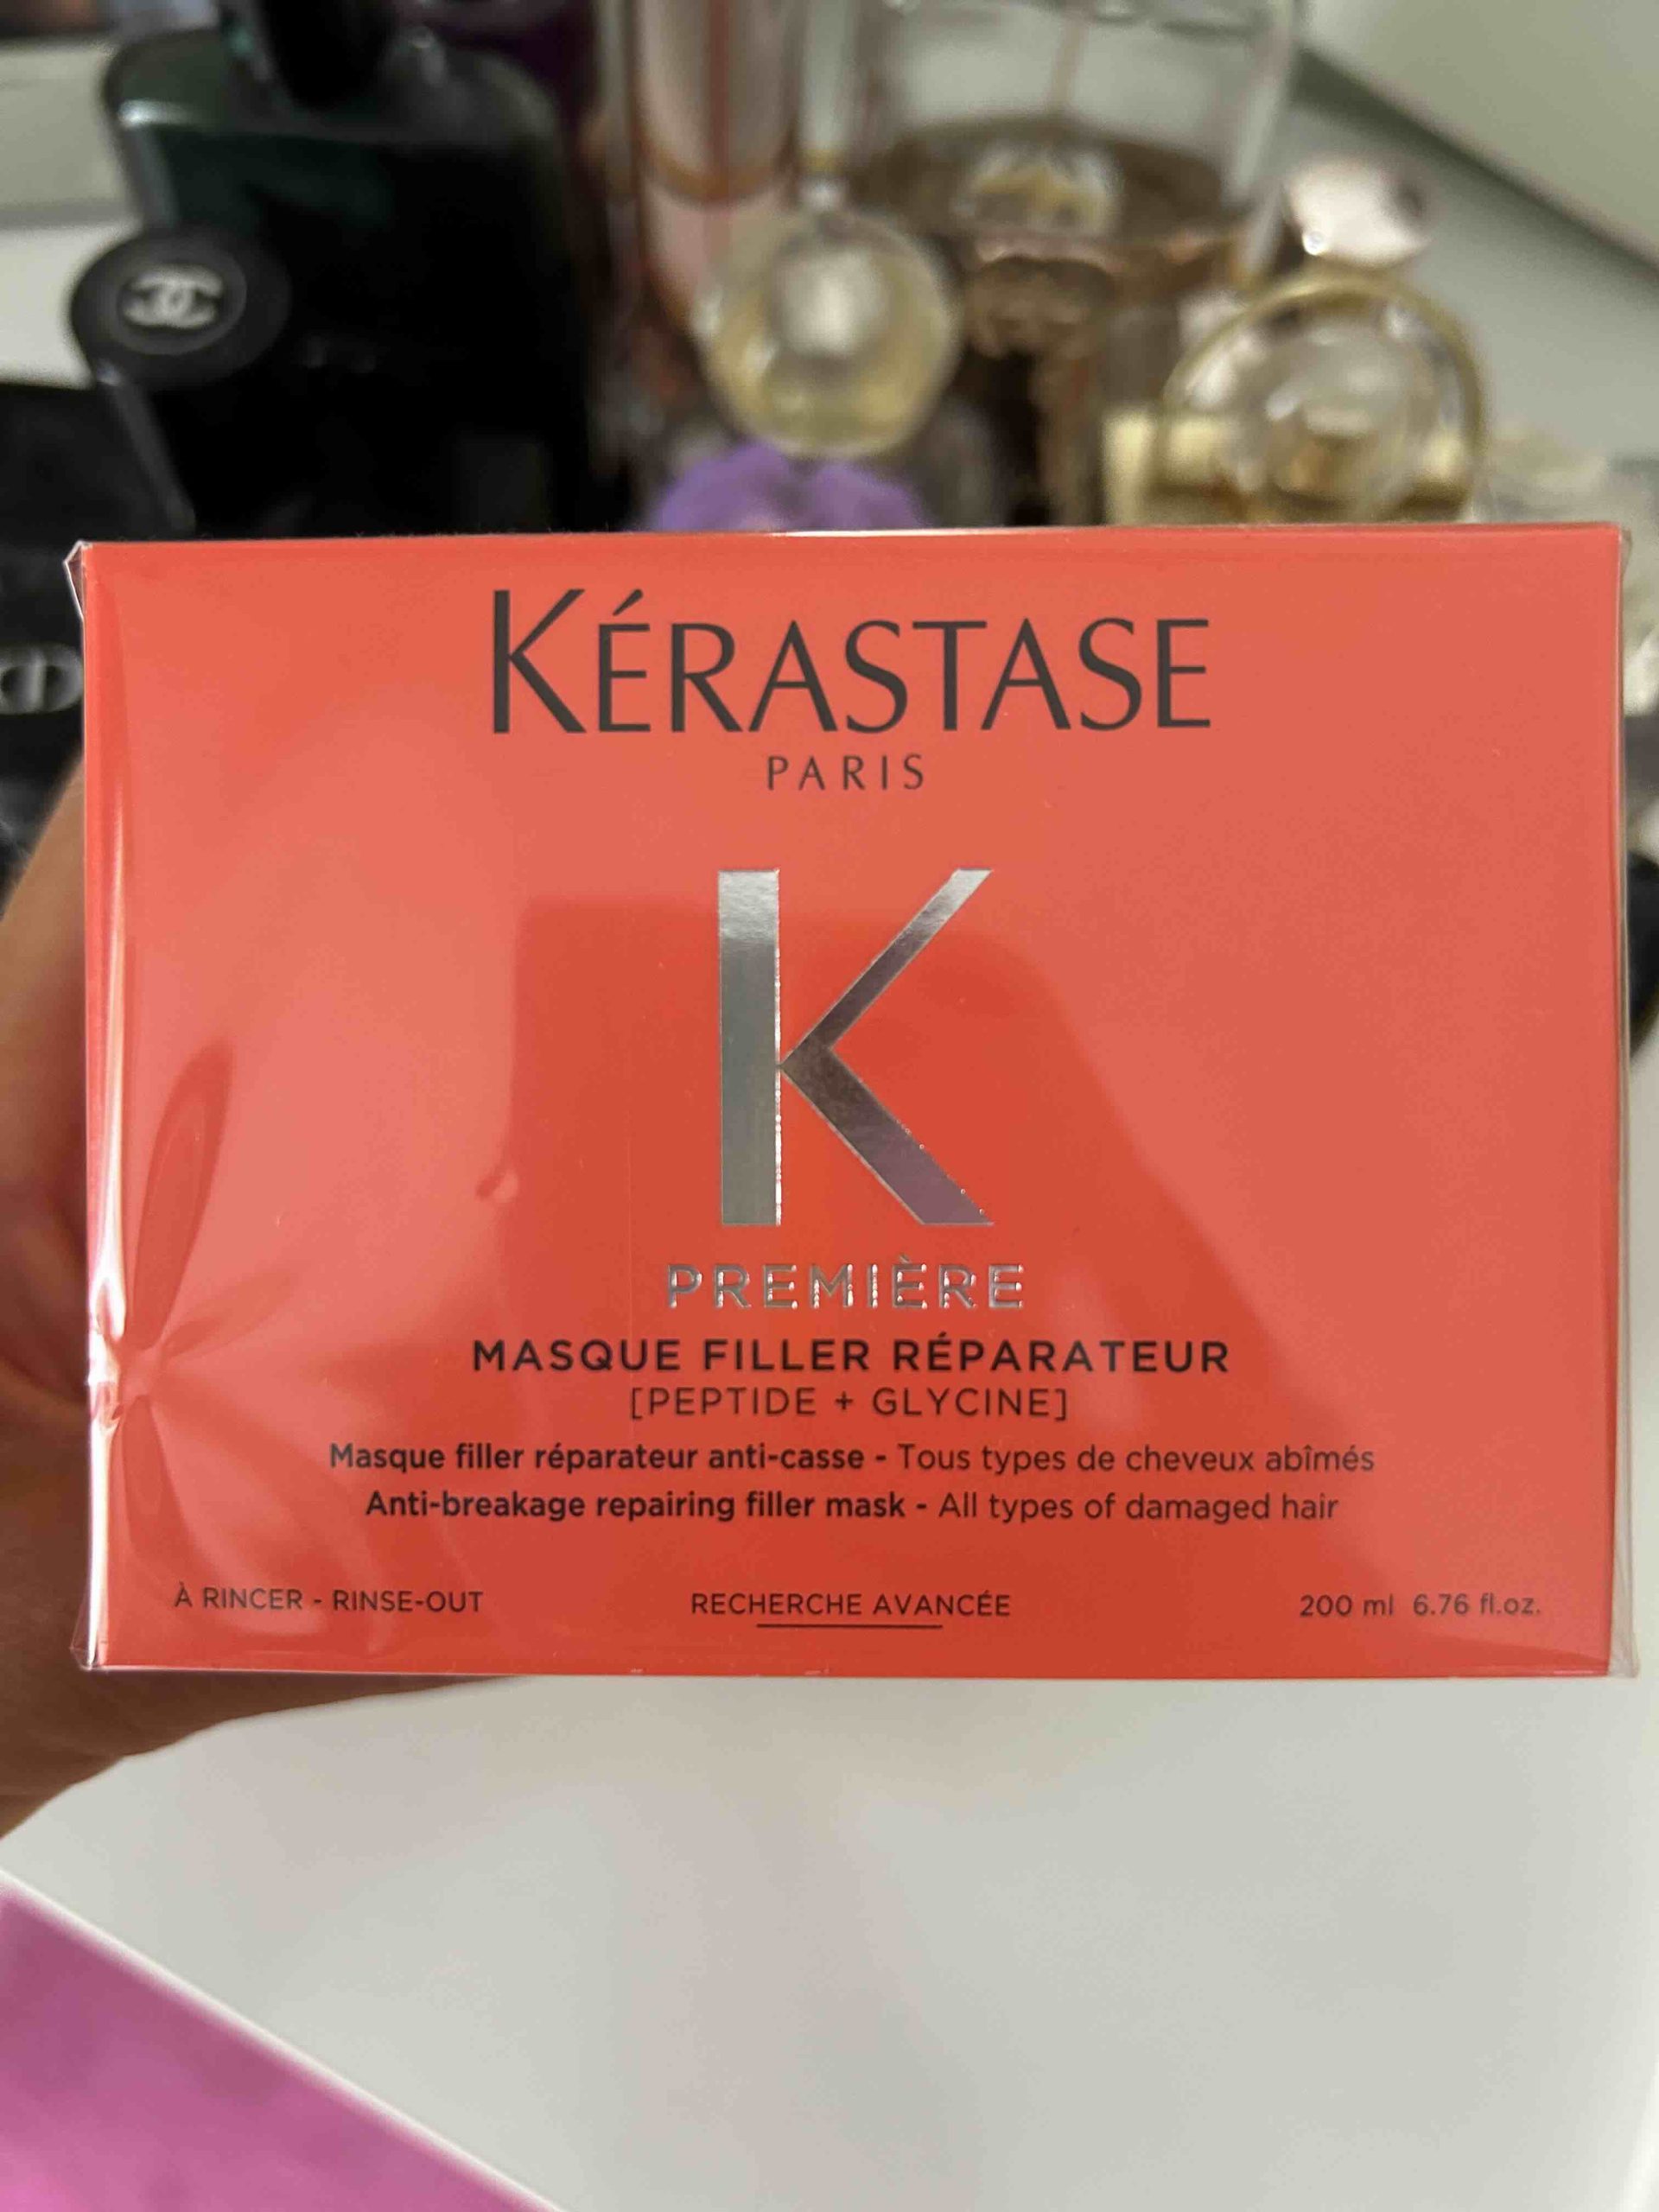 KÉRASTASE
PARIS
K
PREMIÈRE
MASQUE FILLER RÉPARATEUR
[PEPTIDE + GLYCINE]
Masque filler réparateur anti-casse - Tous types de cheveux abîmés
Anti-breakage repairing filler mask - All types of damaged hair
À RINCER - RINSE-OUT
RECHERCHE AVANCÉE
200 ml 6.76 fl.oz.